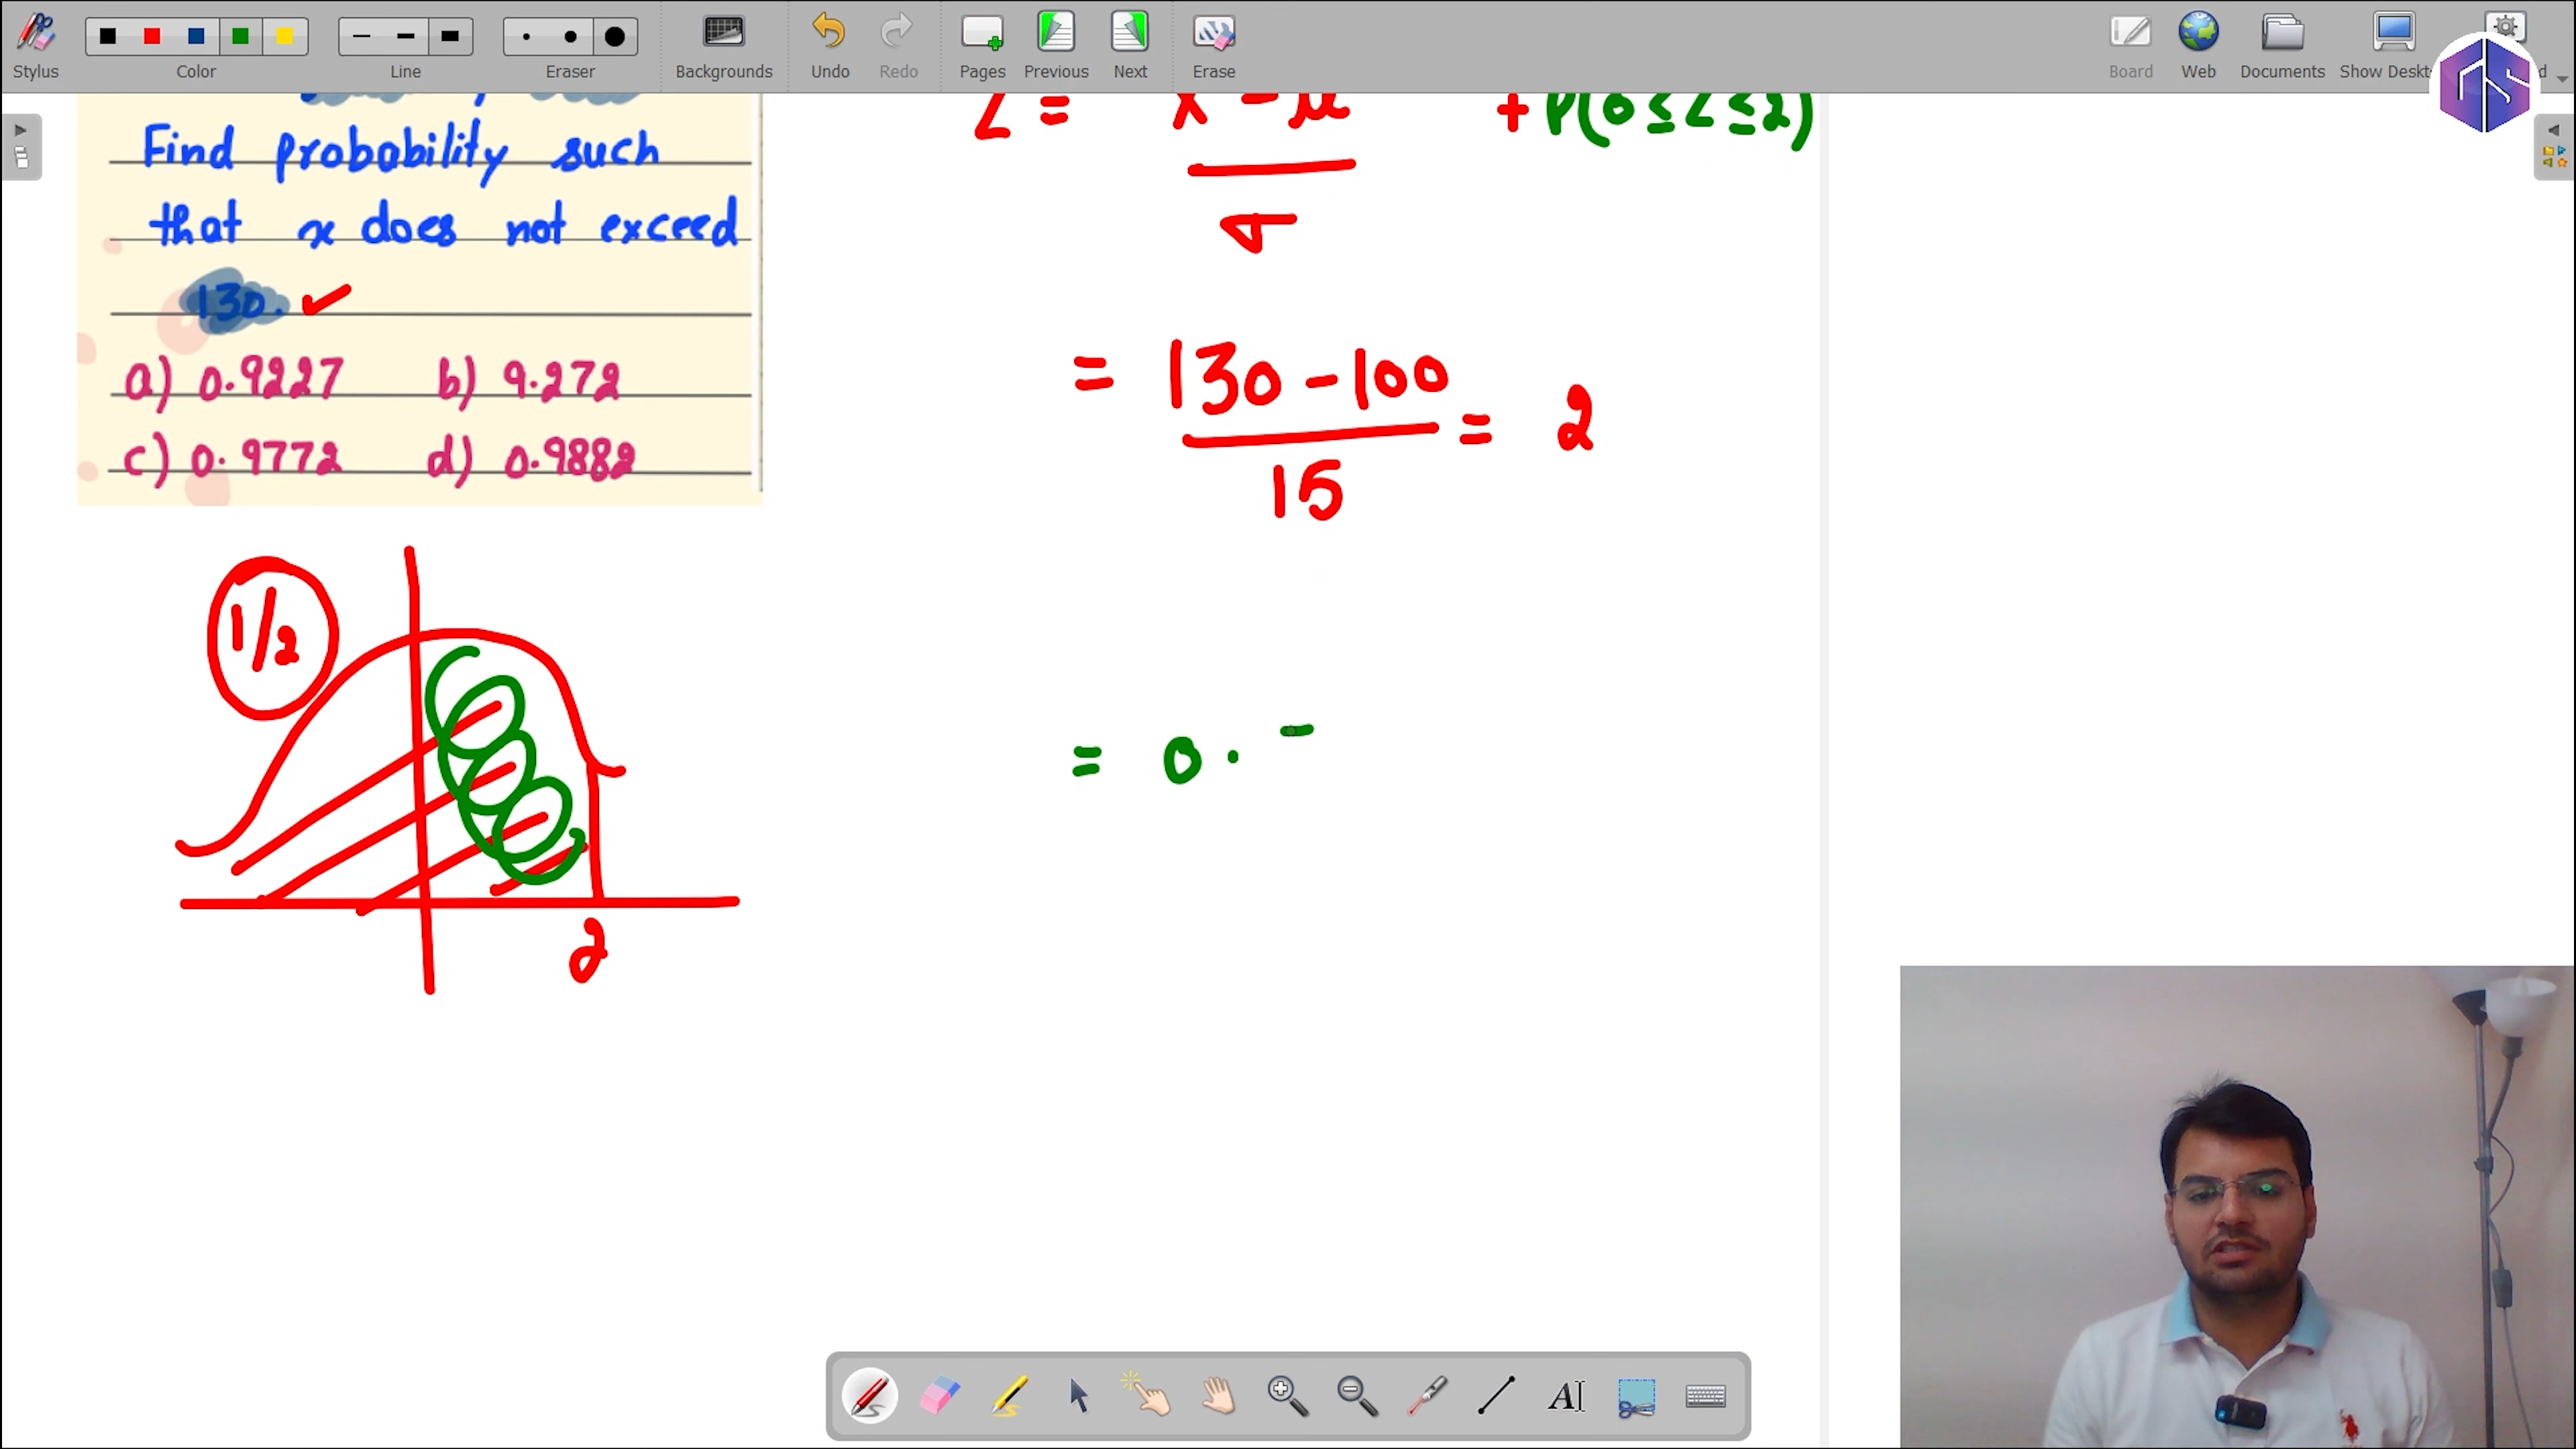 Stylus Color Line Eraser Backgrounds Undo Redo Pages Previous Next Erase Board Web Documents Show Deskt
Find probability such
that x does not exceed
130. ✓
a) 0.9227 b) 9.272
c) 0.9772 d) 0.9882
Z = x - μ
σ
+ P(0 ≤ Z ≤ 2)
= 130 - 100
15
= 2
1/2
2
= 0.